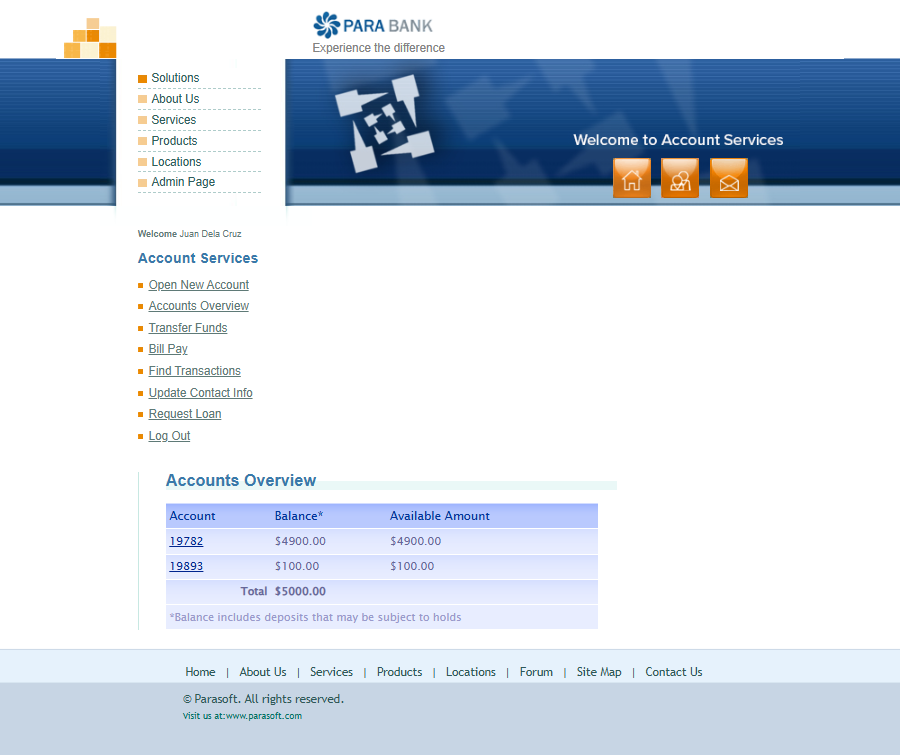 PARA BANK
Experience the difference
Solutions
About Us
Services
Products
Locations
Admin Page
Welcome to Account Services
Welcome Juan Dela Cruz
Account Services
Open New Account
Accounts Overview
Transfer Funds
Bill Pay
Find Transactions
Update Contact Info
Request Loan
Log Out
Accounts Overview
Account Balance* Available Amount
19782 $4900.00 $4900.00
19893 $100.00 $100.00
Total $5000.00
*Balance includes deposits that may be subject to holds
Home | About Us | Services | Products | Locations | Forum | Site Map | Contact Us
© Parasoft. All rights reserved.
Visit us at:www.parasoft.com